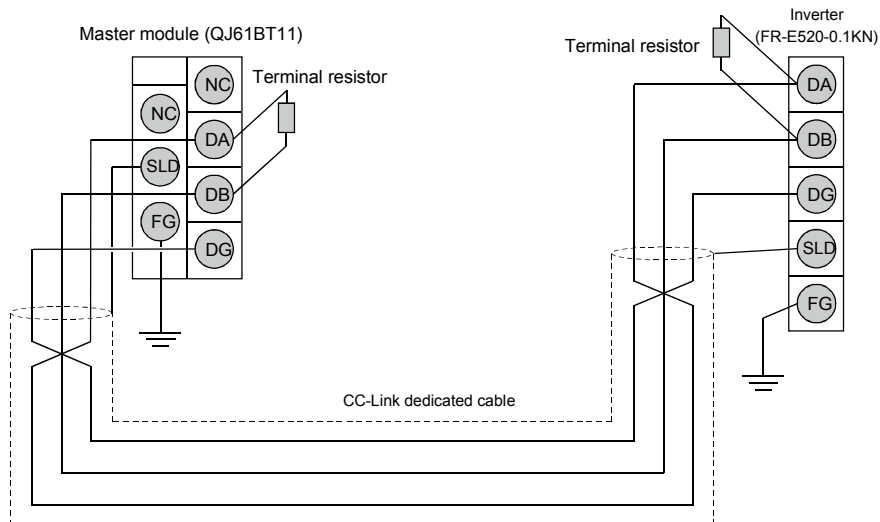 Master module (QJ61BT11)
NC
NC
Terminal resistor
DA
SLD
DB
FG
DG
Inverter
(FR-E520-0.1KN)
Terminal resistor
DA
DB
DG
SLD
FG
CC-Link dedicated cable